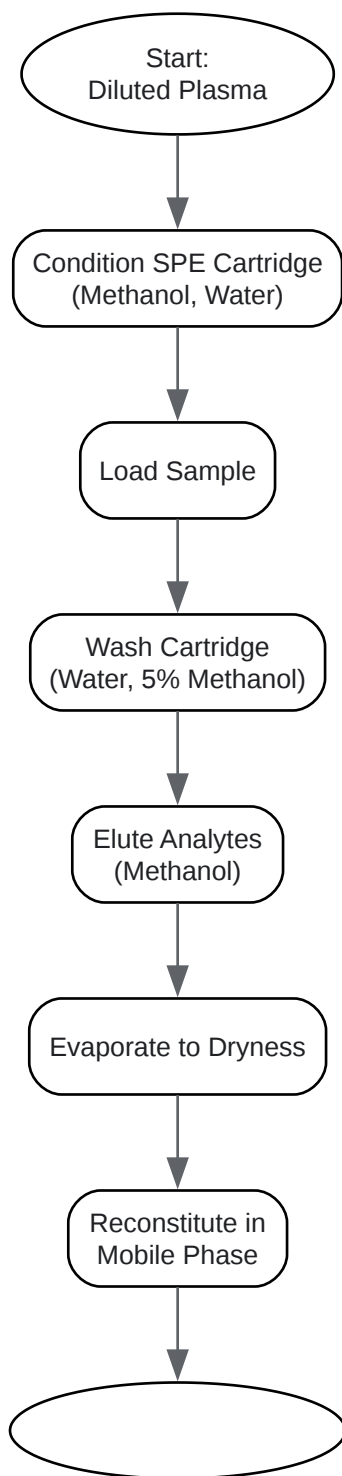 Start:
Diluted Plasma
Condition SPE Cartridge
(Methanol, Water)
Load Sample
Wash Cartridge
(Water, 5% Methanol)
Elute Analytes
(Methanol)
Evaporate to Dryness
Reconstitute in
Mobile Phase